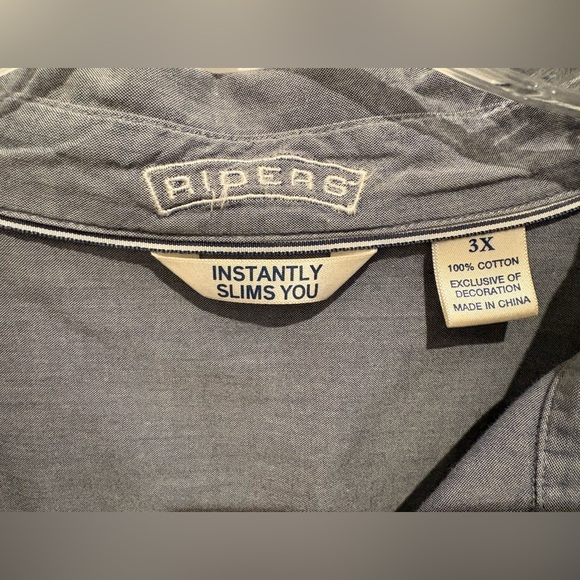 RIDERS
INSTANTLY
SLIMS YOU
3X
100% COTTON
EXCLUSIVE OF
DECORATION
MADE IN CHINA